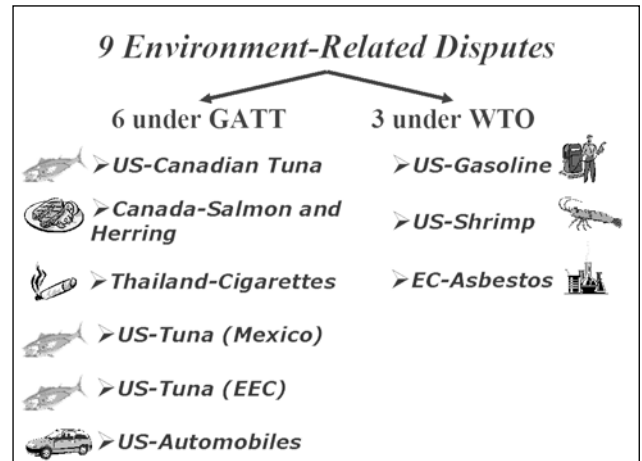 9 Environment-Related Disputes
6 under GATT
➢US-Canadian Tuna
➢Canada-Salmon and
Herring
➢Thailand-Cigarettes
➢US-Tuna (Mexico)
➢US-Tuna (EEC)
➢US-Automobiles
3 under WTO
➢US-Gasoline
➢US-Shrimp
➢EC-Asbestos